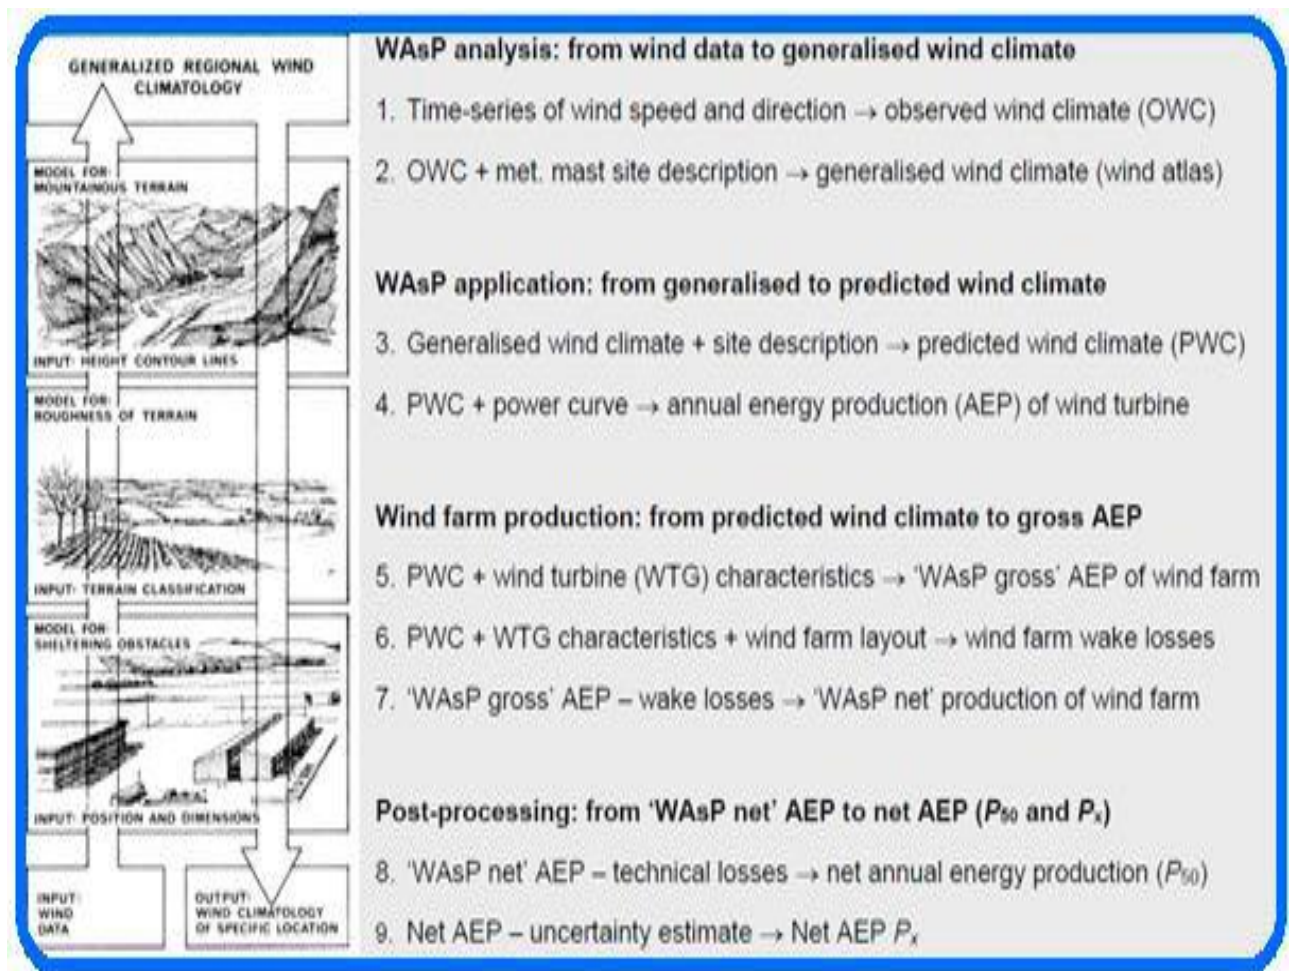 GENERALIZED REGIONAL WIND
CLIMATOLOGY
MODEL FOR
MOUNTAINOUS TERRAIN
INPUT: HEIGHT CONTOUR LINES
MODEL FOR
ROUGHNESS OF TERRAIN
INPUT: TERRAIN CLASSIFICATION
MODEL FOR
SHELTERING OBSTACLES
INPUT: POSITION AND DIMENSIONS
INPUT:
WIND
DATA
OUTPUT:
WIND CLIMATOLOGY
OF SPECIFIC LOCATION
WAsP analysis: from wind data to generalised wind climate
1. Time-series of wind speed and direction → observed wind climate (OWC)
2. OWC + met. mast site description → generalised wind climate (wind atlas)
WAsP application: from generalised to predicted wind climate
3. Generalised wind climate + site description → predicted wind climate (PWC)
4. PWC + power curve → annual energy production (AEP) of wind turbine
Wind farm production: from predicted wind climate to gross AEP
5. PWC + wind turbine (WTG) characteristics → ‘WAsP gross’ AEP of wind farm
6. PWC + WTG characteristics + wind farm layout → wind farm wake losses
7. ‘WAsP gross’ AEP – wake losses → ‘WAsP net’ production of wind farm
Post-processing: from ‘WAsP net’ AEP to net AEP (P50 and Px)
8. ‘WAsP net’ AEP – technical losses → net annual energy production (P50)
9. Net AEP – uncertainty estimate → Net AEP Px